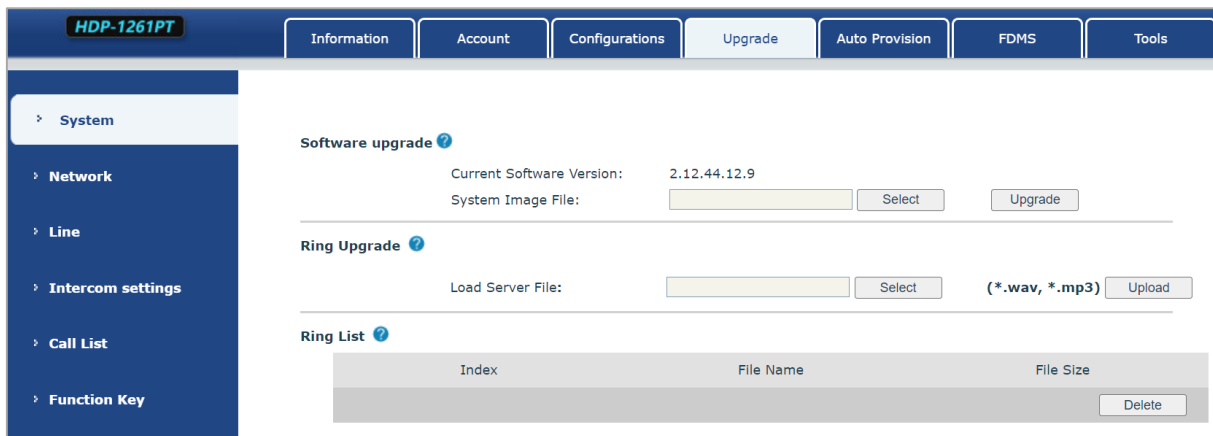 HDP-1261PT
Information Account Configurations Upgrade Auto Provision FDMS Tools
System
Network
Line
Intercom settings
Call List
Function Key
Software upgrade ?
Current Software Version: 2.12.44.12.9
System Image File: Select Upgrade
Ring Upgrade ?
Load Server File: Select (*.wav, *.mp3) Upload
Ring List ?
Index File Name File Size
Delete